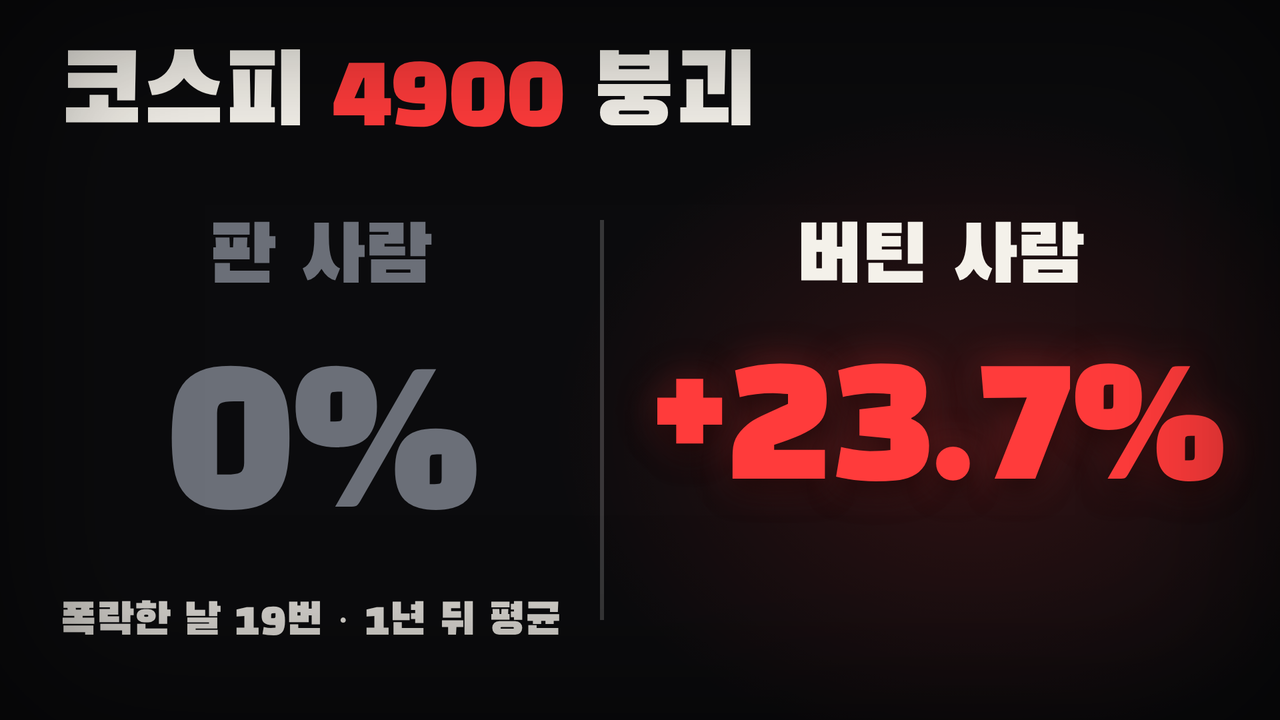 코스피 4900 붕괴
판 사람
0%
버틴 사람
+23.7%
폭락한 날 19번 · 1년 뒤 평균